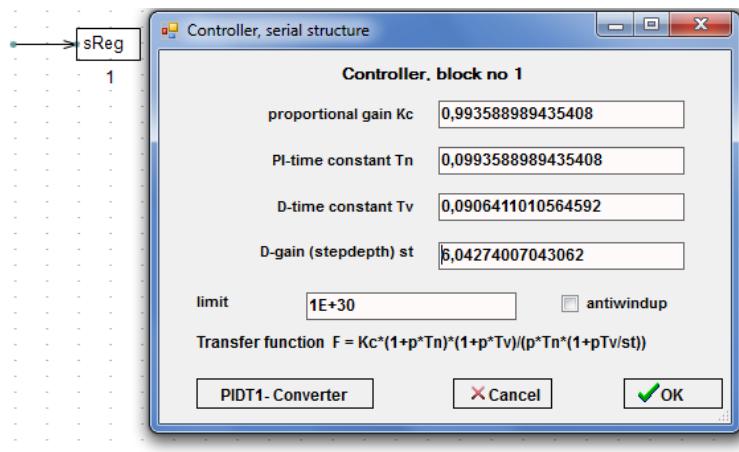 Controller, serial structure
sReg
1
Controller, block no 1
proportional gain Kc 0,993588989435408
PI-time constant Tn 0,0993588989435408
D-time constant Tv 0,0906411010564592
D-gain (stepdepth) st 6,04274007043062
limit 1E+30 antiwindup
Transfer function F = Kc*(1+p*Tn)*(1+p*Tv)/(p*Tn*(1+pTv/st))
PIDT1- Converter Cancel OK